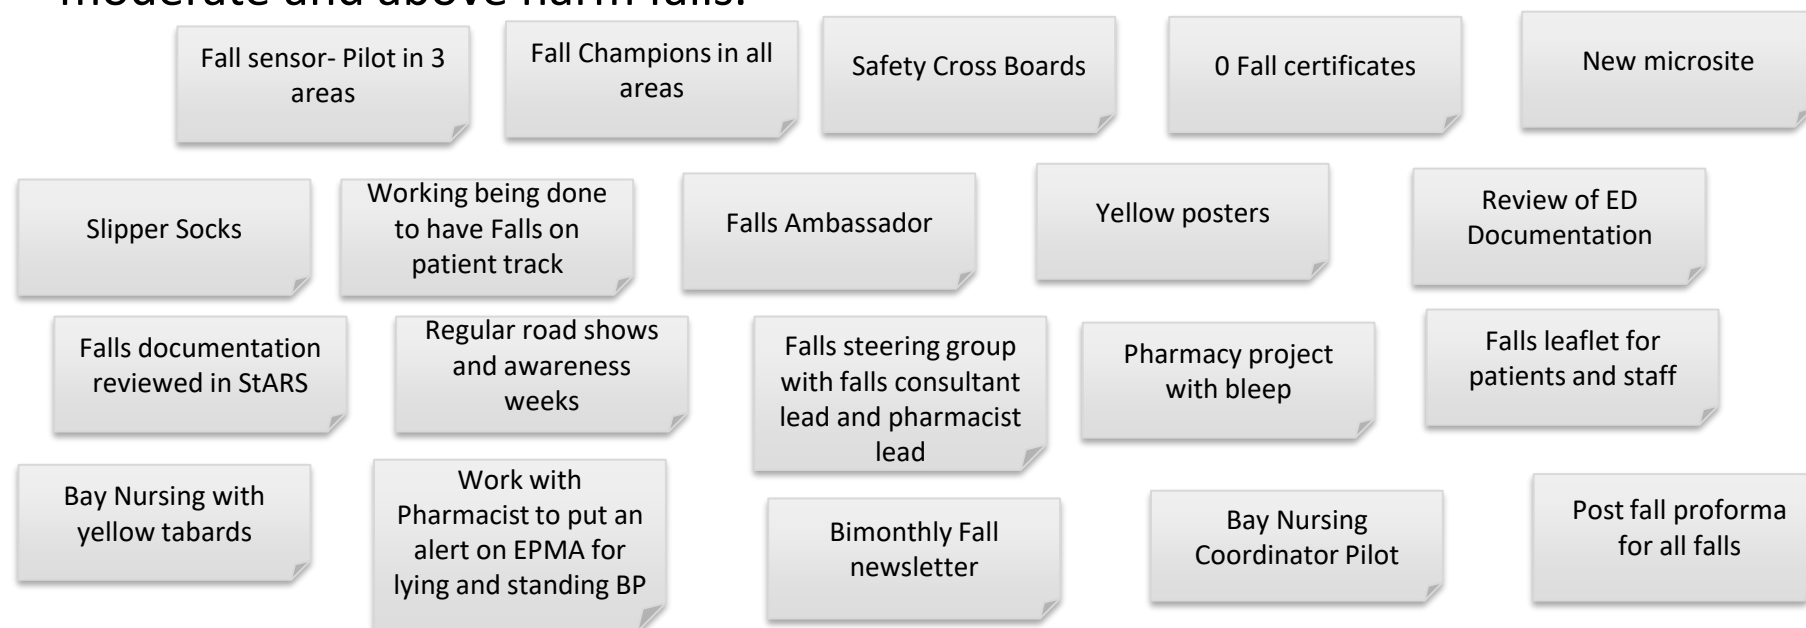 moderate and above harm falls.
Fall sensor- Pilot in 3
areas
Fall Champions in all
areas
Safety Cross Boards
0 Fall certificates
New microsite
Slipper Socks
Working being done
to have Falls on
patient track
Falls Ambassador
Yellow posters
Review of ED
Documentation
Falls documentation
reviewed in StARS
Regular road shows
and awareness
weeks
Falls steering group
with falls consultant
lead and pharmacist
lead
Pharmacy project
with bleep
Falls leaflet for
patients and staff
Bay Nursing with
yellow tabards
Work with
Pharmacist to put an
alert on EPMA for
lying and standing BP
Bimonthly Fall
newsletter
Bay Nursing
Coordinator Pilot
Post fall proforma
for all falls